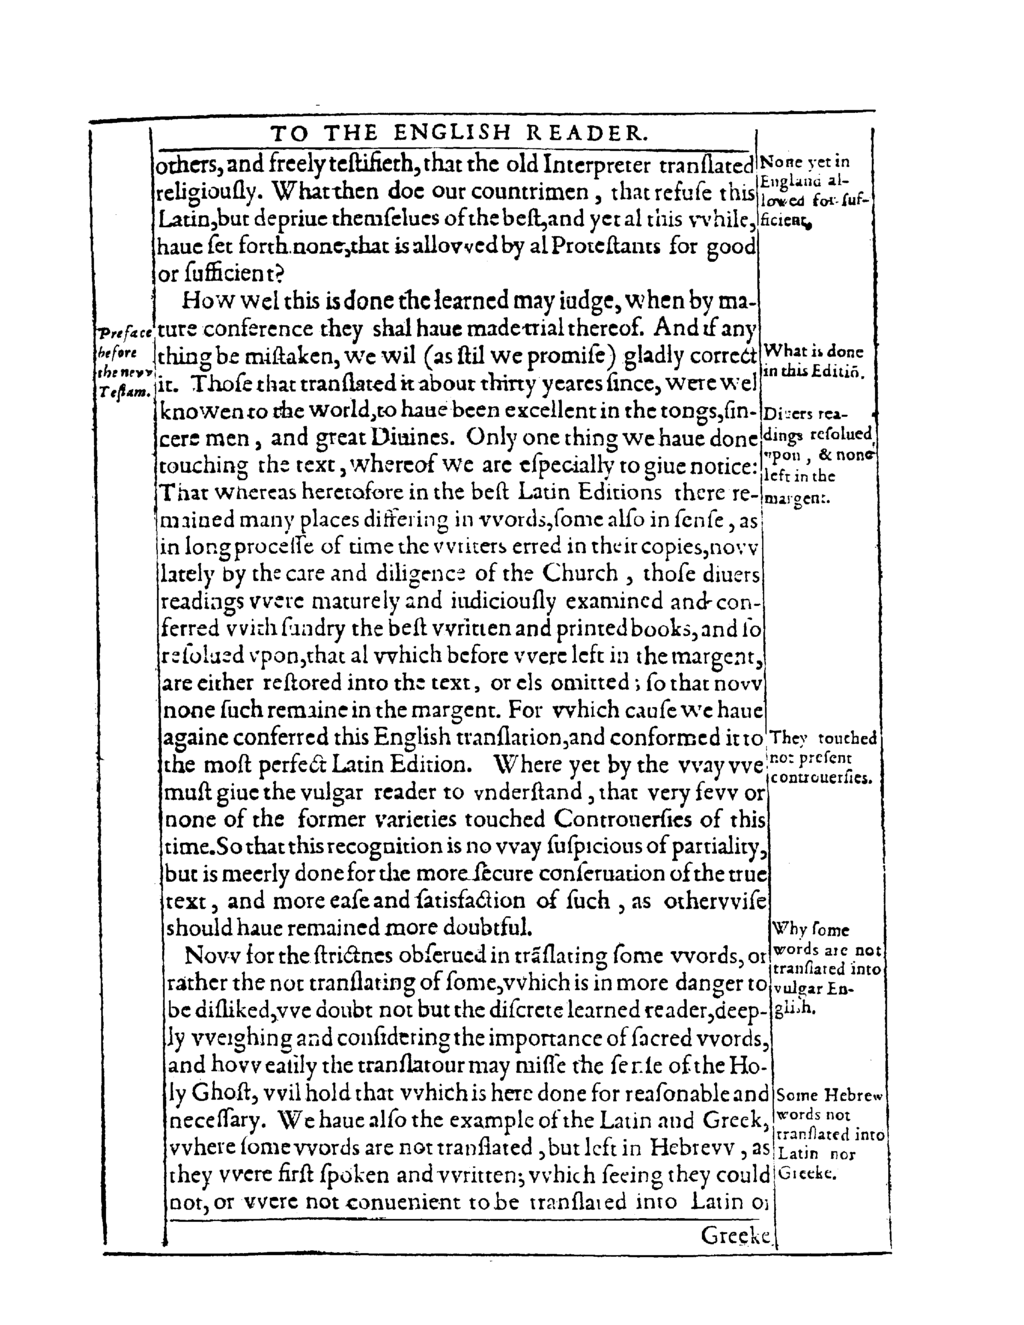 TO THE ENGLISH READER.
others, and freely teſtifieth, that the old Interpreter tranſlated
religiouſly. What then doe our countrimen, that refuſe this
Latin, but depriue themſelues of the beſt, and yet al this vvhile,
haue ſet forth none, that is allovved by al Proteſtants for good
or ſufficient?
None yet in
England al-
lowed for ſuf-
ficient,
How wel this is done the learned may iudge, when by ma-
ture conference they shal haue made trial thereof. And if any
thing be miſtaken, we wil (as ſtil we promiſe) gladly correct
it. Thoſe that tranſlated it about thirty yeares ſince, were wel
knowen to the world, to haue been excellent in the tongs, ſin-
cere men, and great Diuines. Only one thing we haue done
touching the text, whereof we are eſpecially to giue notice:
That whereas heretofore in the beſt Latin Editions there re-
mained many places differing in vvords, ſome alſo in ſenſe, as
in long proceſſe of time the vvriters erred in their copies, novv
lately by the care and diligence of the Church, thoſe diuers
readings vvere maturely and iudiciouſly examined and con-
ferred vvith ſundry the beſt vvritten and printed books, and ſo
reſolued vpon, that al vvhich before vvere left in the margent,
are either reſtored into the text, or els omitted; ſo that novv
none ſuch remaine in the margent. For vvhich cauſe we haue
againe conferred this English tranſlation, and conformed it to
the moſt perfect Latin Edition. Where yet by the vvay vve
muſt giue the vulgar reader to vnderſtand, that very fevv or
none of the former varieties touched Controuerſies of this
time. So that this recognition is no vvay ſuſpicious of partiality,
but is meerly done for the more ſecure conſeruation of the true
text, and more eaſe and ſatisfaction of ſuch, as othervviſe
should haue remained more doubtful.
Preface
before
the nevv
Teſtam.
What is done
in this Editiō.
Diuers rea-
dings reſolued
vpon, & none
left in the
margent.
They touched
not preſent
controuerſies.
Novv for the ſtrictnes obſerued in trāſlating ſome vvords, or
rather the not tranſlating of ſome, vvhich is in more danger to
be diſliked, vve doubt not but the diſcrete learned reader, deep-
ly vveighing and conſidering the importance of ſacred vvords,
and hovv eaſily the tranſlatour may miſſe the ſenſe of the Ho-
ly Ghoſt, vvil hold that vvhich is here done for reaſonable and
neceſſary. We haue alſo the example of the Latin and Greek,
vvhere ſome vvords are not tranſlated, but left in Hebrevv, as
they vvere firſt ſpoken and vvritten; vvhich ſeeing they could
not, or vvere not conuenient to be tranſlated into Latin or
Why ſome
words are not
tranſlated into
vulgar En-
glish.
Some Hebrew
words not
tranſlated into
Latin nor
Greeke.
Greeke